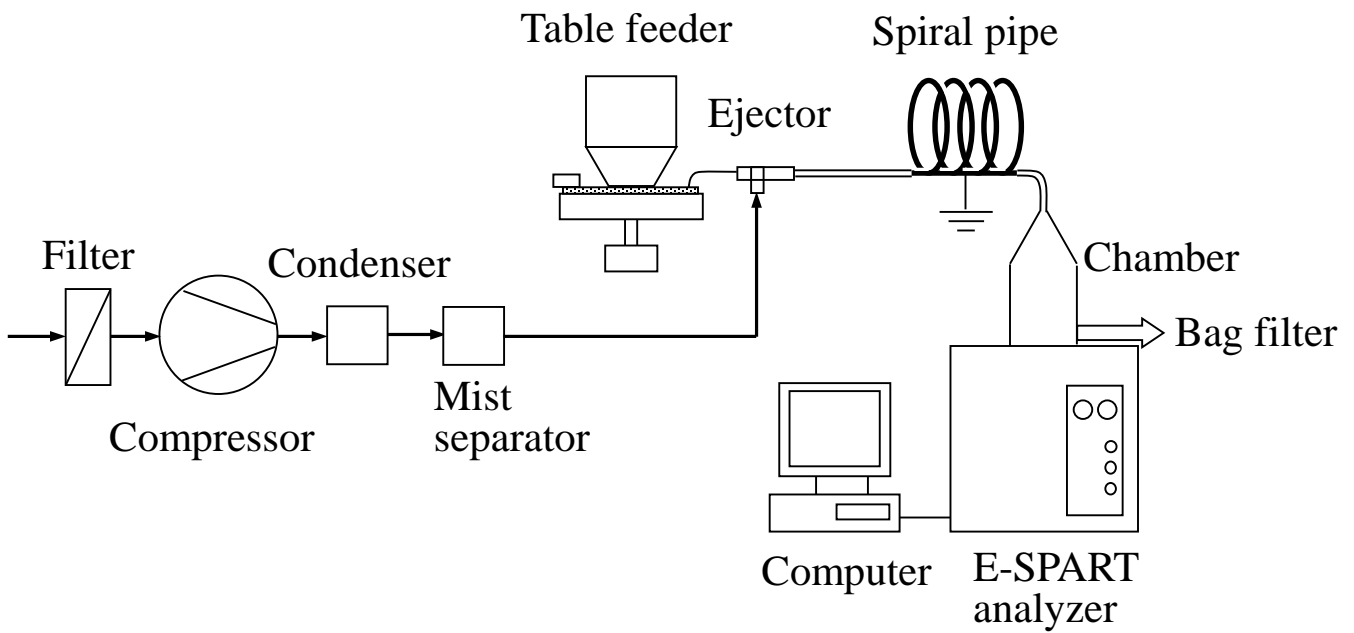 Table feeder
Spiral pipe
Ejector
Filter
Condenser
Chamber
Bag filter
Mist
separator
Compressor
Computer
E-SPART
analyzer